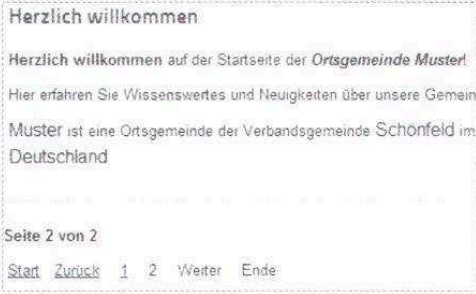 Herzlich willkommen
Herzlich willkommen auf der Startseite der Ortsgemeinde Muster!
Hier erfahren Sie Wissenswertes und Neuigkeiten über unsere Gemein
Muster ist eine Ortsgemeinde der Verbandsgemeinde Schönfeld im
Deutschland
Seite 2 von 2
Start Zurück 1 2 Weiter Ende